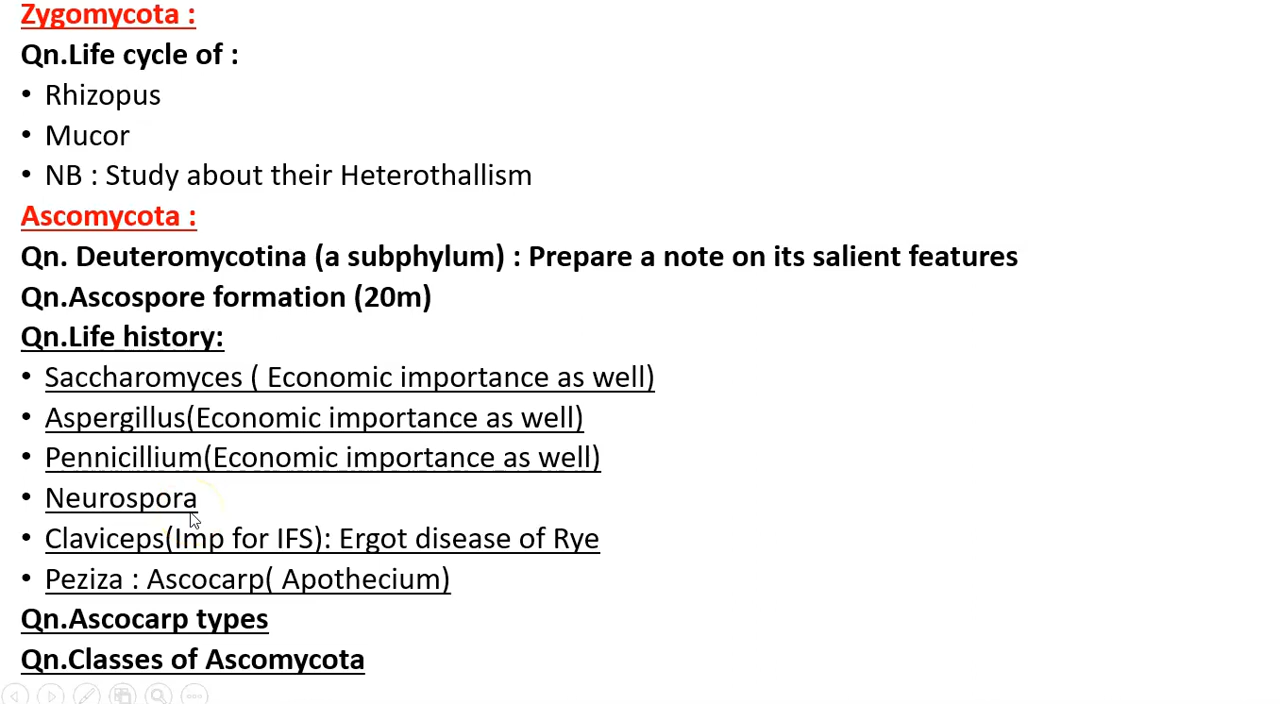 Zygomycota :
Qn.Life cycle of :
• Rhizopus
• Mucor
• NB : Study about their Heterothallism
Ascomycota :
Qn. Deuteromycotina (a subphylum) : Prepare a note on its salient features
Qn.Ascospore formation (20m)
Qn.Life history:
• Saccharomyces ( Economic importance as well)
• Aspergillus(Economic importance as well)
• Pennicillium(Economic importance as well)
• Neurospora
• Claviceps(Imp for IFS): Ergot disease of Rye
• Peziza : Ascocarp( Apothecium)
Qn.Ascocarp types
Qn.Classes of Ascomycota